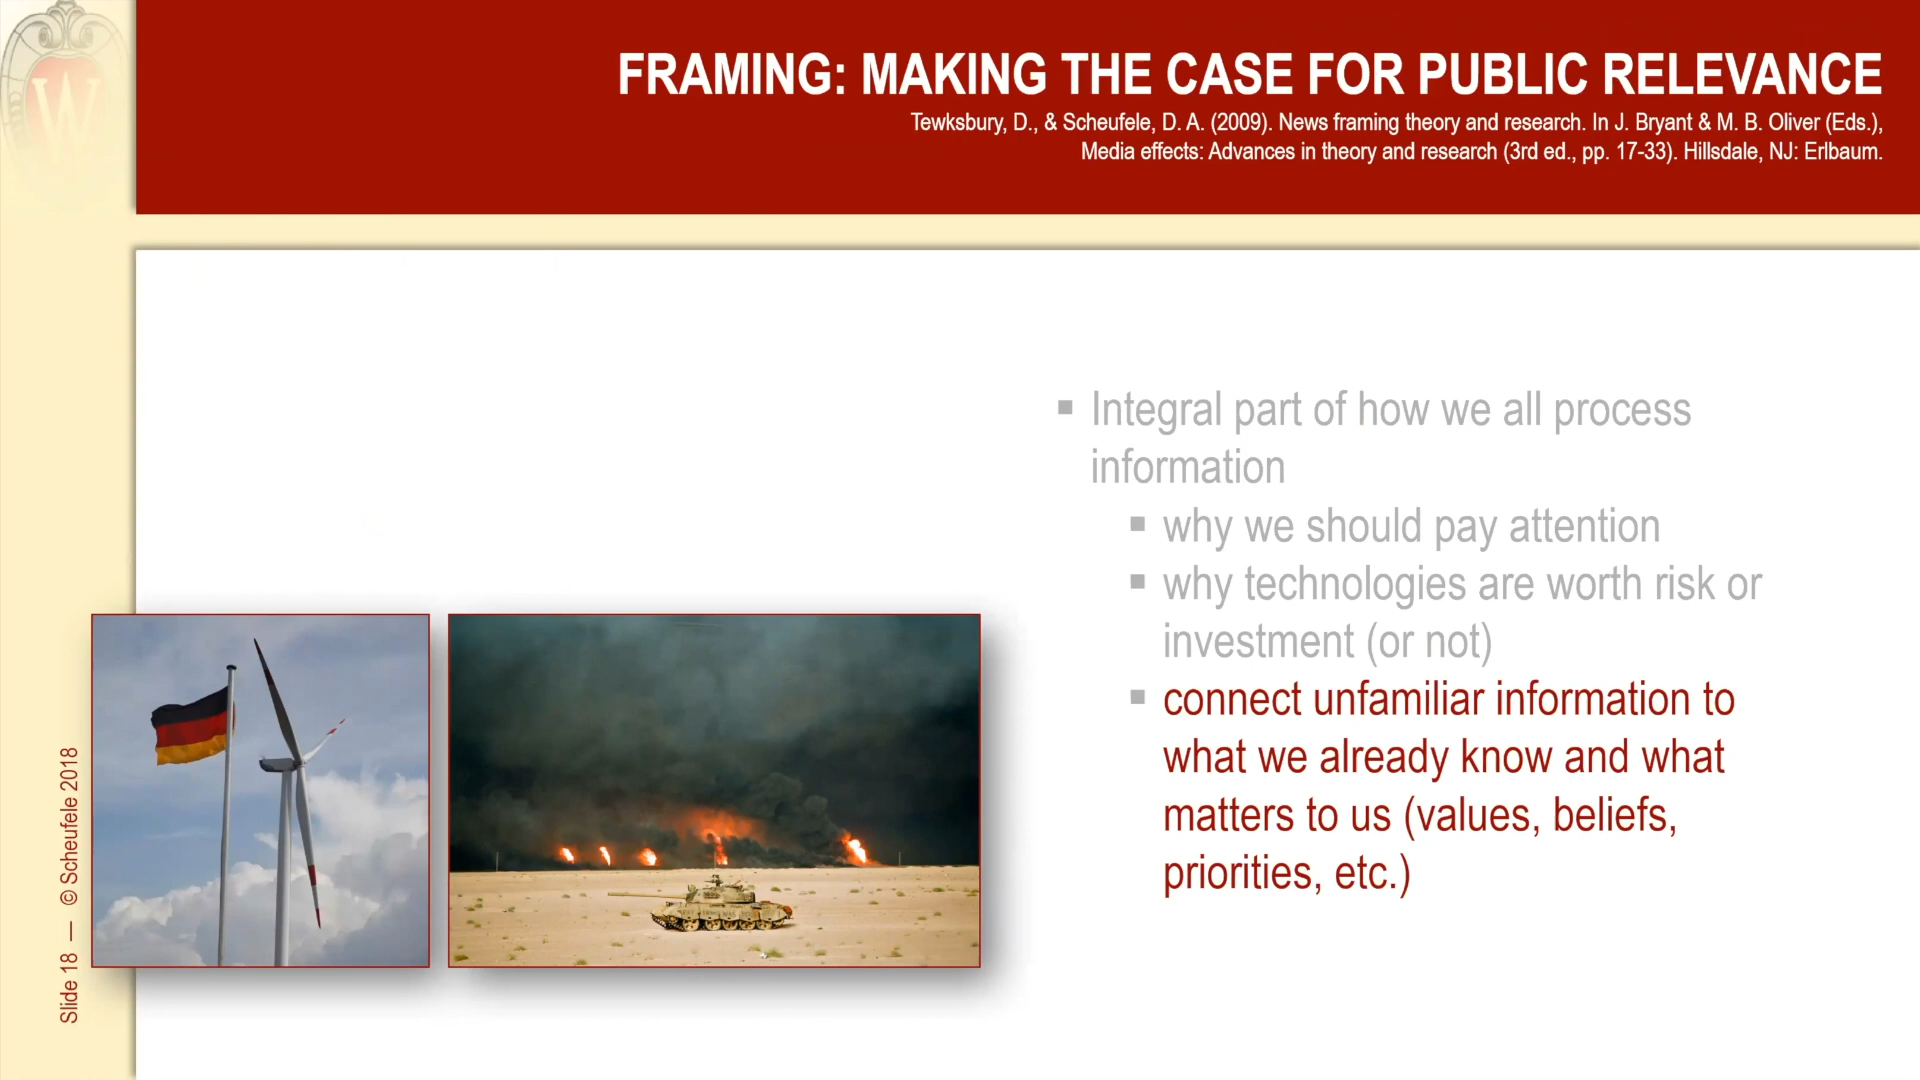 W
FRAMING: MAKING THE CASE FOR PUBLIC RELEVANCE
Tewksbury, D., & Scheufele, D. A. (2009). News framing theory and research. In J. Bryant & M. B. Oliver (Eds.),
Media effects: Advances in theory and research (3rd ed., pp. 17-33). Hillsdale, NJ: Erlbaum.
Integral part of how we all process
information
why we should pay attention
why technologies are worth risk or
investment (or not)
connect unfamiliar information to
what we already know and what
matters to us (values, beliefs,
priorities, etc.)
Slide 18 — © Scheufele 2018